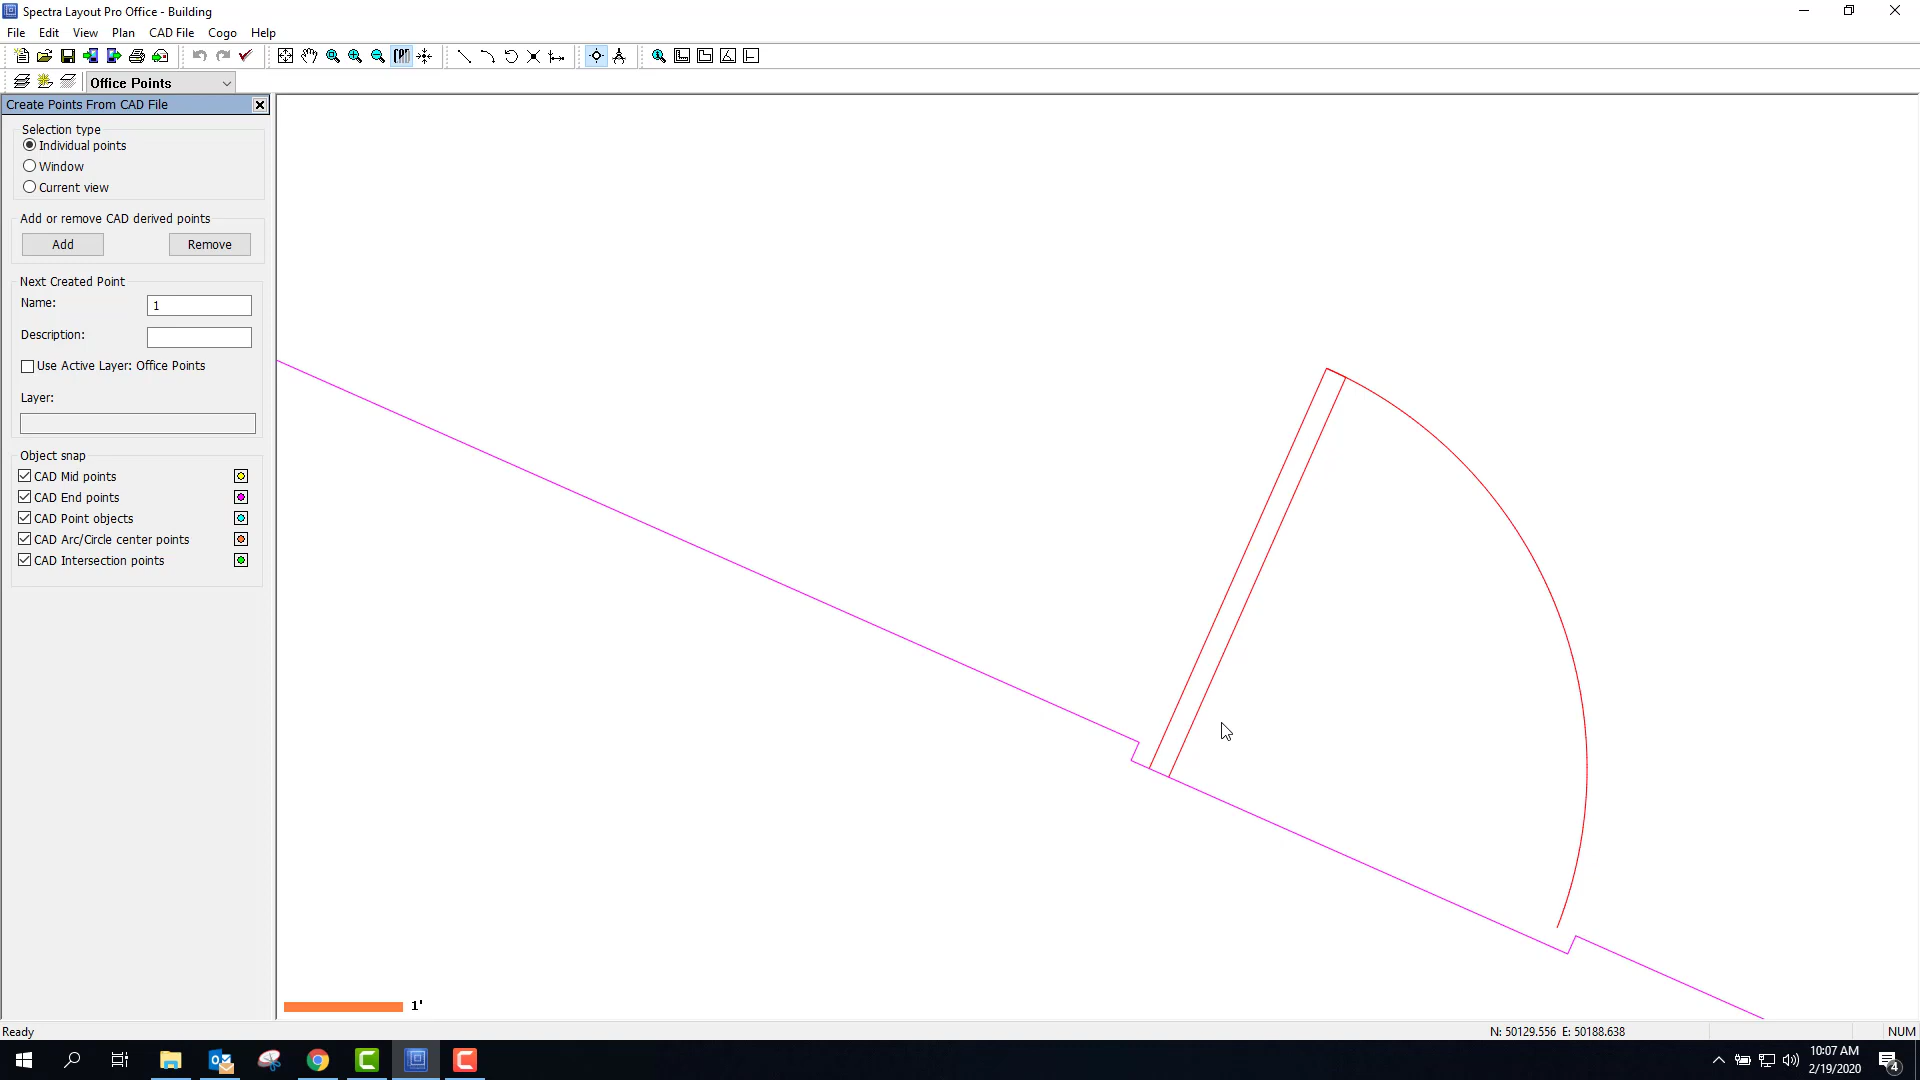 Spectra Layout Pro Office - Building
File Edit View Plan CAD File Cogo Help
Office Points
Create Points From CAD File
Selection type
Individual points
Window
Current view
Add or remove CAD derived points
Add Remove
Next Created Point
Name: 1
Description:
Use Active Layer: Office Points
Layer:
Object snap
CAD Mid points
CAD End points
CAD Point objects
CAD Arc/Circle center points
CAD Intersection points
1'
Ready N: 50129.556 E: 50188.638 NUM
10:07 AM
2/19/2020
4